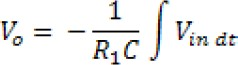 V_o = - \frac{1}{R_1 C} \int V_{in dt}